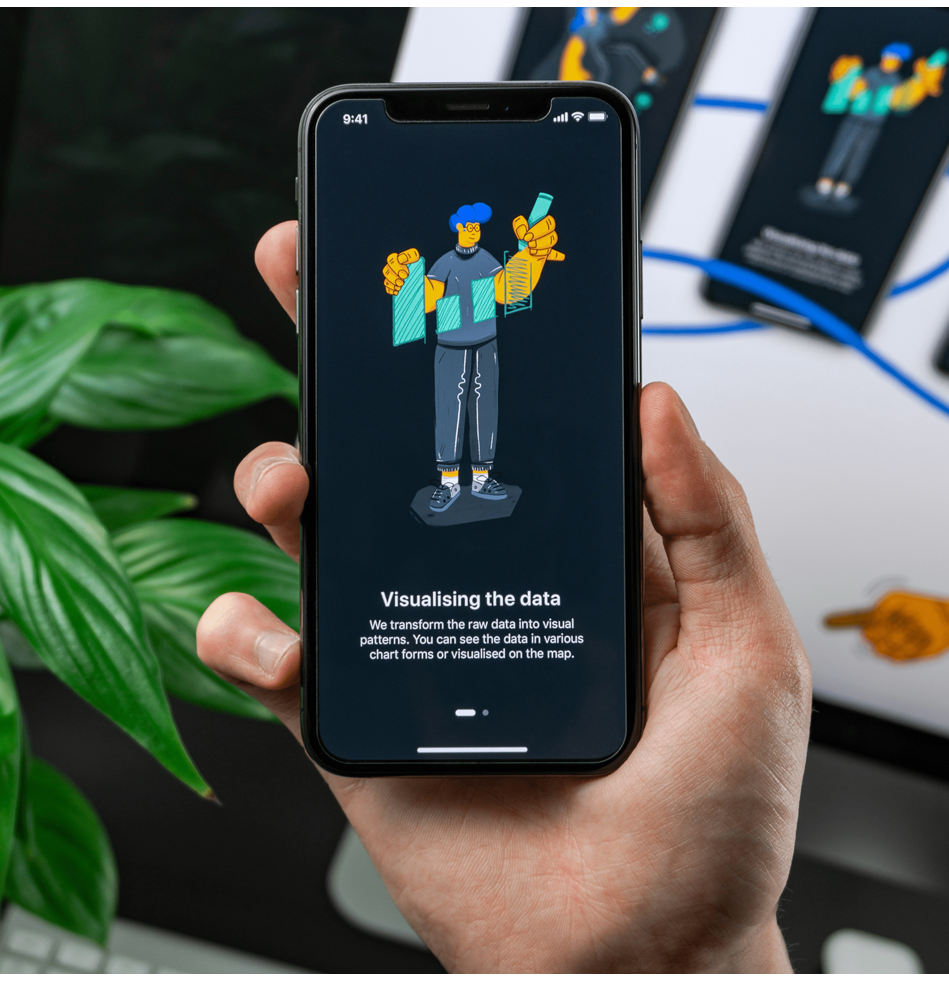 9:41
Visualising the data
We transform the raw data into visual
patterns. You can see the data in various
chart forms or visualised on the map.